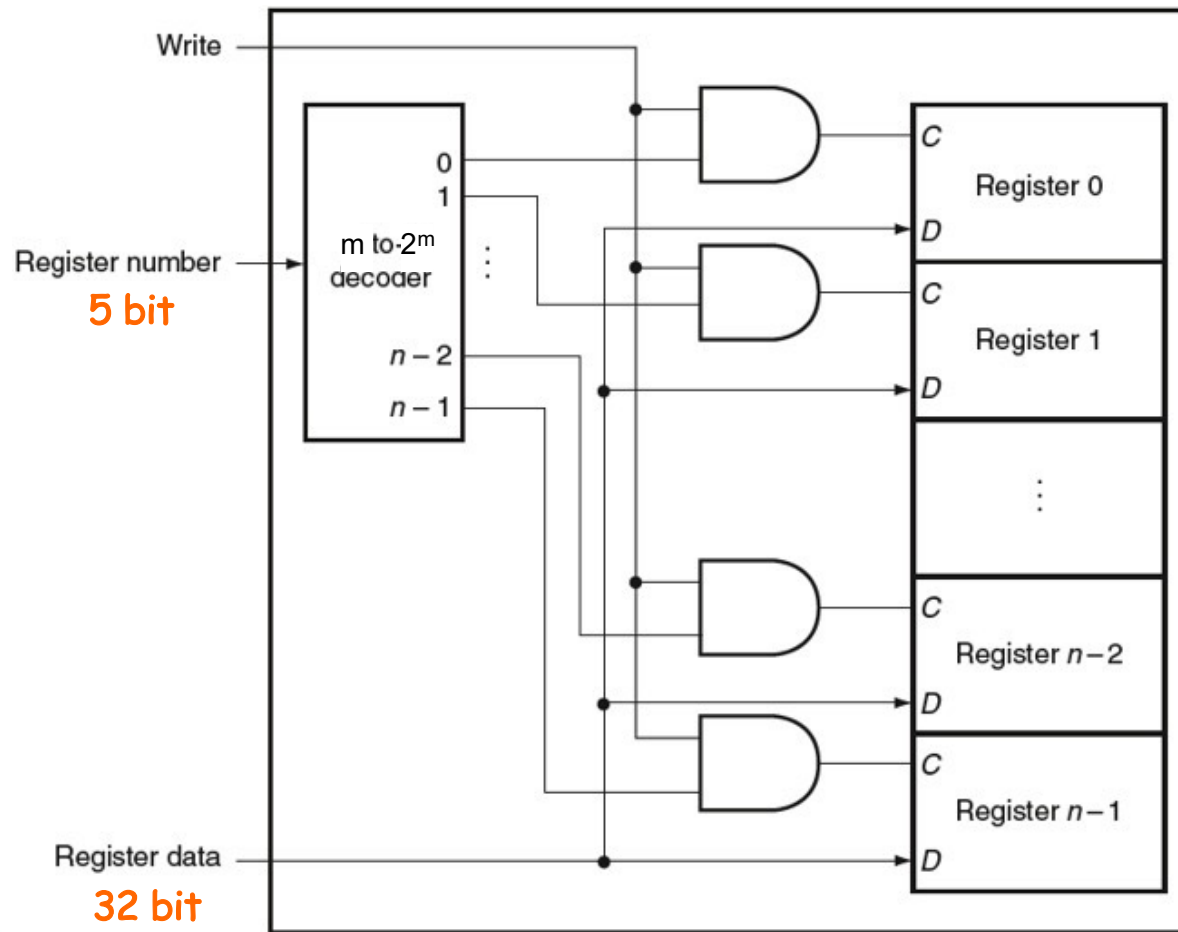 Write
C
0
Register 0
1
m to-2ᵐ
decoder
D
Register number
5 bit
⋮
C
Register 1
n – 2
D
n – 1
⋮
C
Register n – 2
D
C
Register n – 1
Register data
D
32 bit